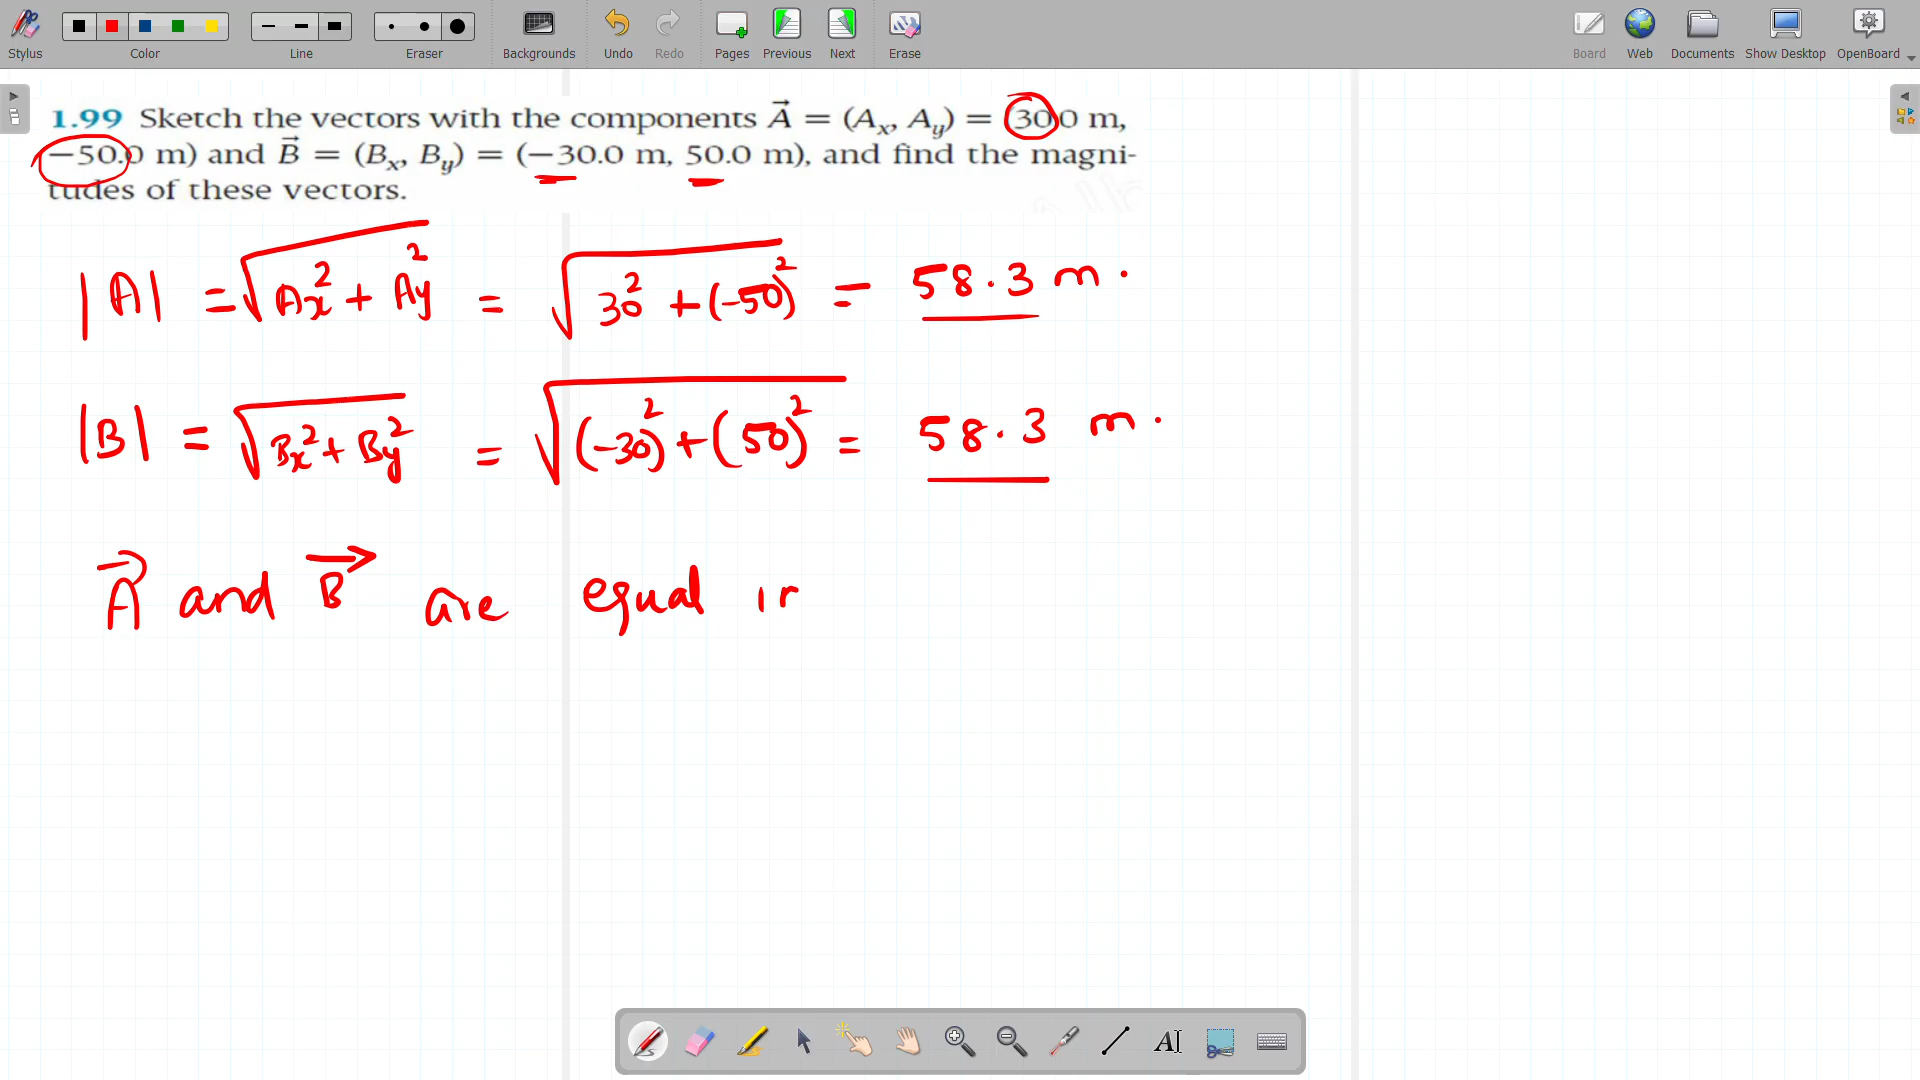 Stylus Color Line Eraser Backgrounds Undo Redo Pages Previous Next Erase Board Web Documents Show Desktop OpenBoard
1.99 Sketch the vectors with the components A⃗ = (Aₓ, A_y) = (30.0 m,
−50.0 m) and B⃗ = (Bₓ, B_y) = (−30.0 m, 50.0 m), and find the magni-
tudes of these vectors.
|A| = √(Ax² + Ay²) = √(30² + (-50)²) = 58.3 m.
|B| = √(Bx² + By²) = √((-30)² + (50)²) = 58.3 m.
A⃗ and B⃗ are equal in